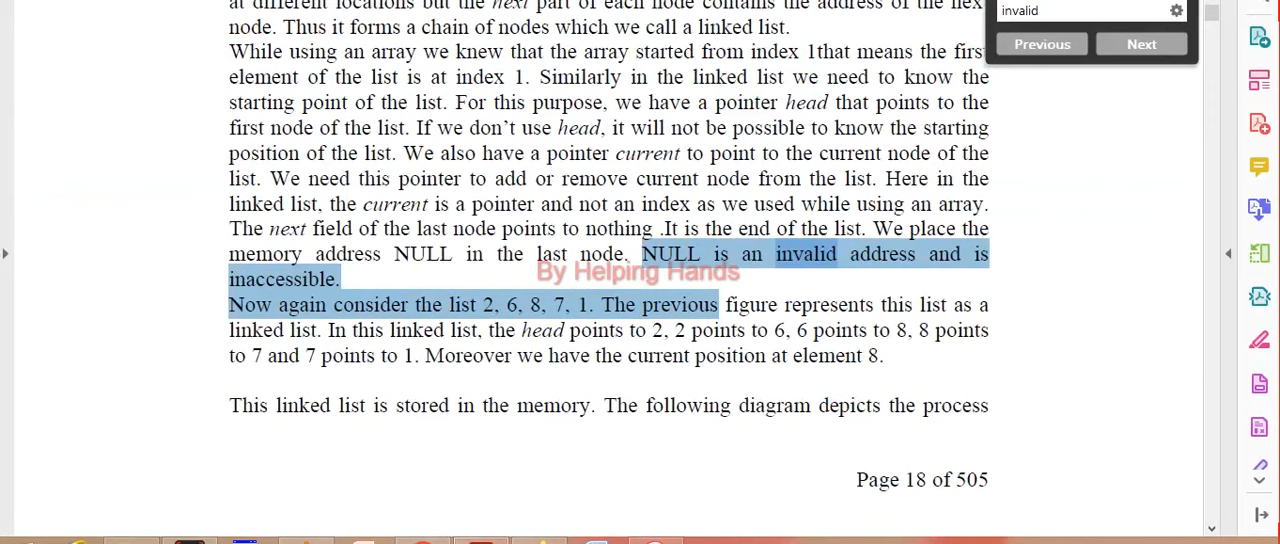 at different locations but the next part of each node contains the address of the next
node. Thus it forms a chain of nodes which we call a linked list.
While using an array we knew that the array started from index 1that means the first
element of the list is at index 1. Similarly in the linked list we need to know the
starting point of the list. For this purpose, we have a pointer head that points to the
first node of the list. If we don’t use head, it will not be possible to know the starting
position of the list. We also have a pointer current to point to the current node of the
list. We need this pointer to add or remove current node from the list. Here in the
linked list, the current is a pointer and not an index as we used while using an array.
The next field of the last node points to nothing .It is the end of the list. We place the
memory address NULL in the last node. NULL is an invalid address and is
inaccessible.
By Helping Hands
Now again consider the list 2, 6, 8, 7, 1. The previous figure represents this list as a
linked list. In this linked list, the head points to 2, 2 points to 6, 6 points to 8, 8 points
to 7 and 7 points to 1. Moreover we have the current position at element 8.
This linked list is stored in the memory. The following diagram depicts the process
Page 18 of 505
invalid
Previous Next